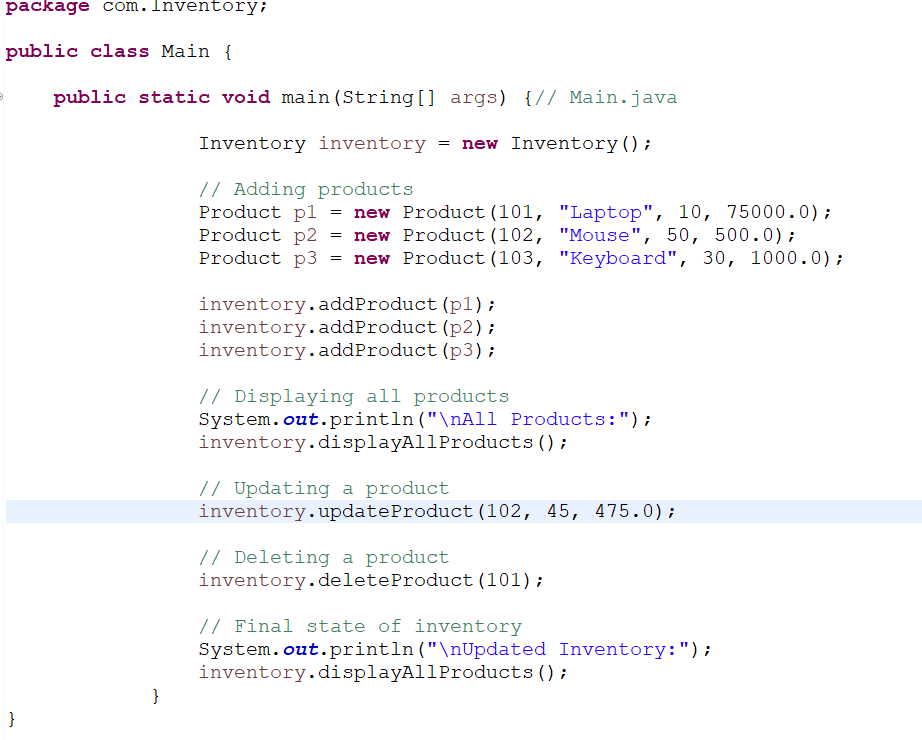 package com.Inventory;
public class Main {
public static void main(String[] args) {// Main.java
Inventory inventory = new Inventory();
// Adding products
Product p1 = new Product(101, "Laptop", 10, 75000.0);
Product p2 = new Product(102, "Mouse", 50, 500.0);
Product p3 = new Product(103, "Keyboard", 30, 1000.0);
inventory.addProduct(p1);
inventory.addProduct(p2);
inventory.addProduct(p3);
// Displaying all products
System.out.println("\nAll Products:");
inventory.displayAllProducts();
// Updating a product
inventory.updateProduct(102, 45, 475.0);
// Deleting a product
inventory.deleteProduct(101);
// Final state of inventory
System.out.println("\nUpdated Inventory:");
inventory.displayAllProducts();
}
}